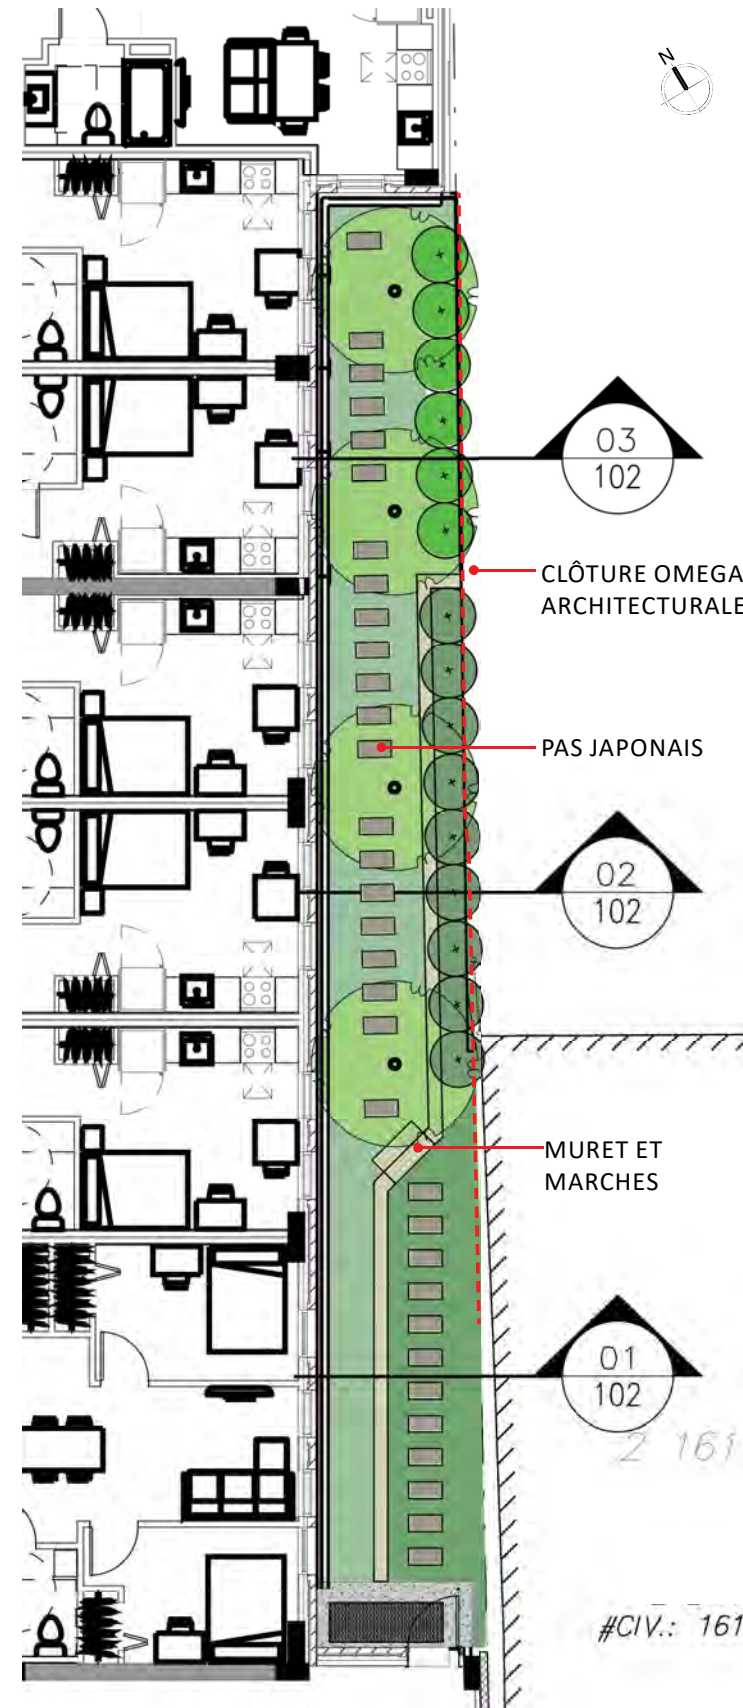 N
03
102
CLÔTURE OMEGA
ARCHITECTURALE
PAS JAPONAIS
02
102
MURET ET
MARCHES
01
102
2 161
#CIV.: 161